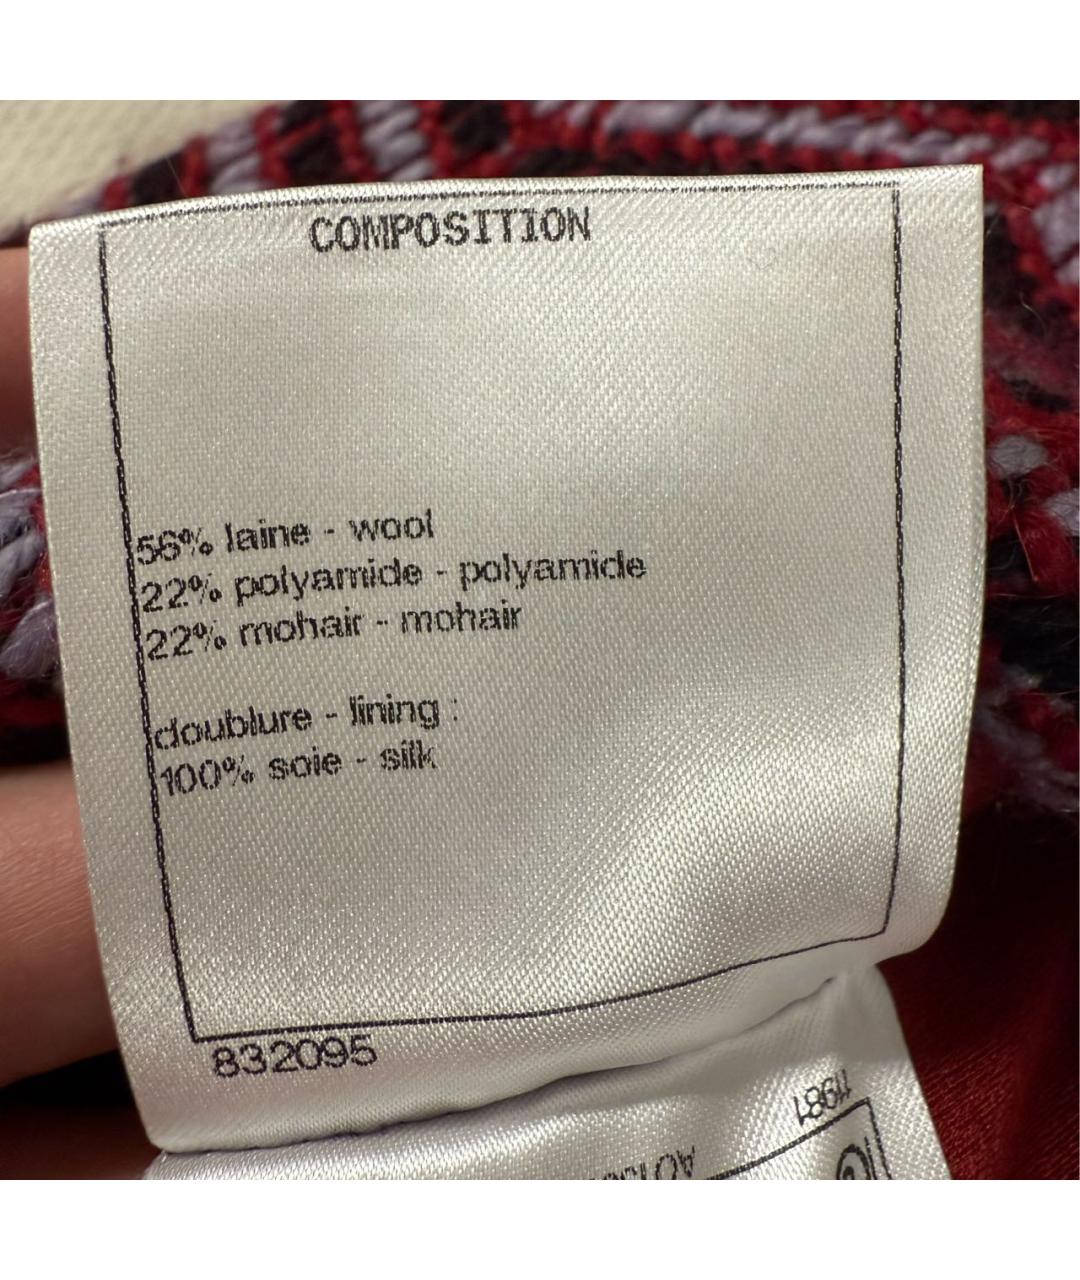 COMPOSITION
56% laine - wool
22% polyamide - polyamide
22% mohair - mohair
doublure - lining :
100% soie - silk
832095